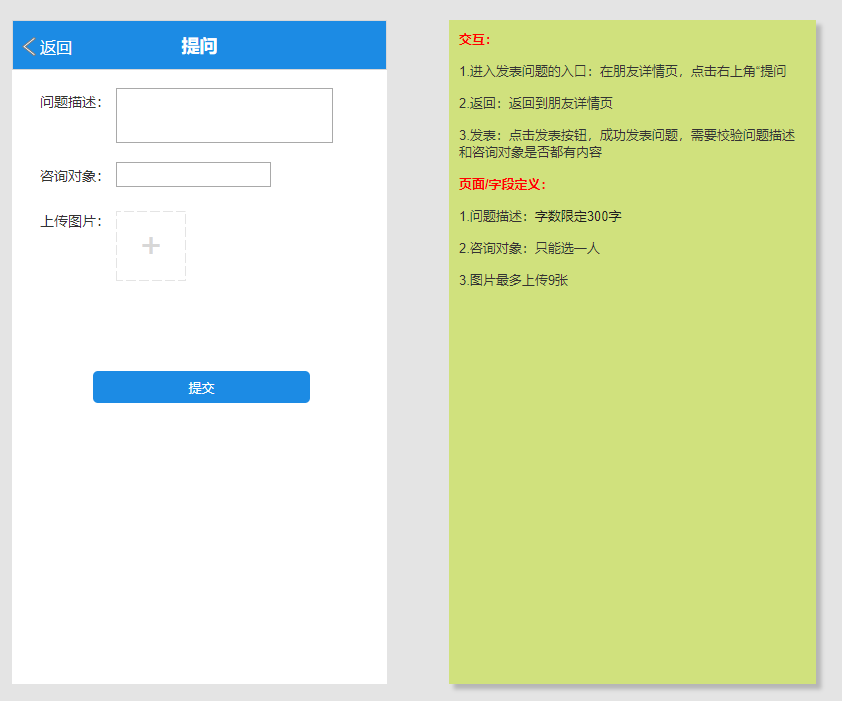 返回
提问
问题描述：
咨询对象：
上传图片：
提交
交互：
1.进入发表问题的入口：在朋友详情页，点击右上角“提问
2.返回：返回到朋友详情页
3.发表：点击发表按钮，成功发表问题，需要校验问题描述
和咨询对象是否都有内容
页面/字段定义：
1.问题描述：字数限定300字
2.咨询对象：只能选一人
3.图片最多上传9张